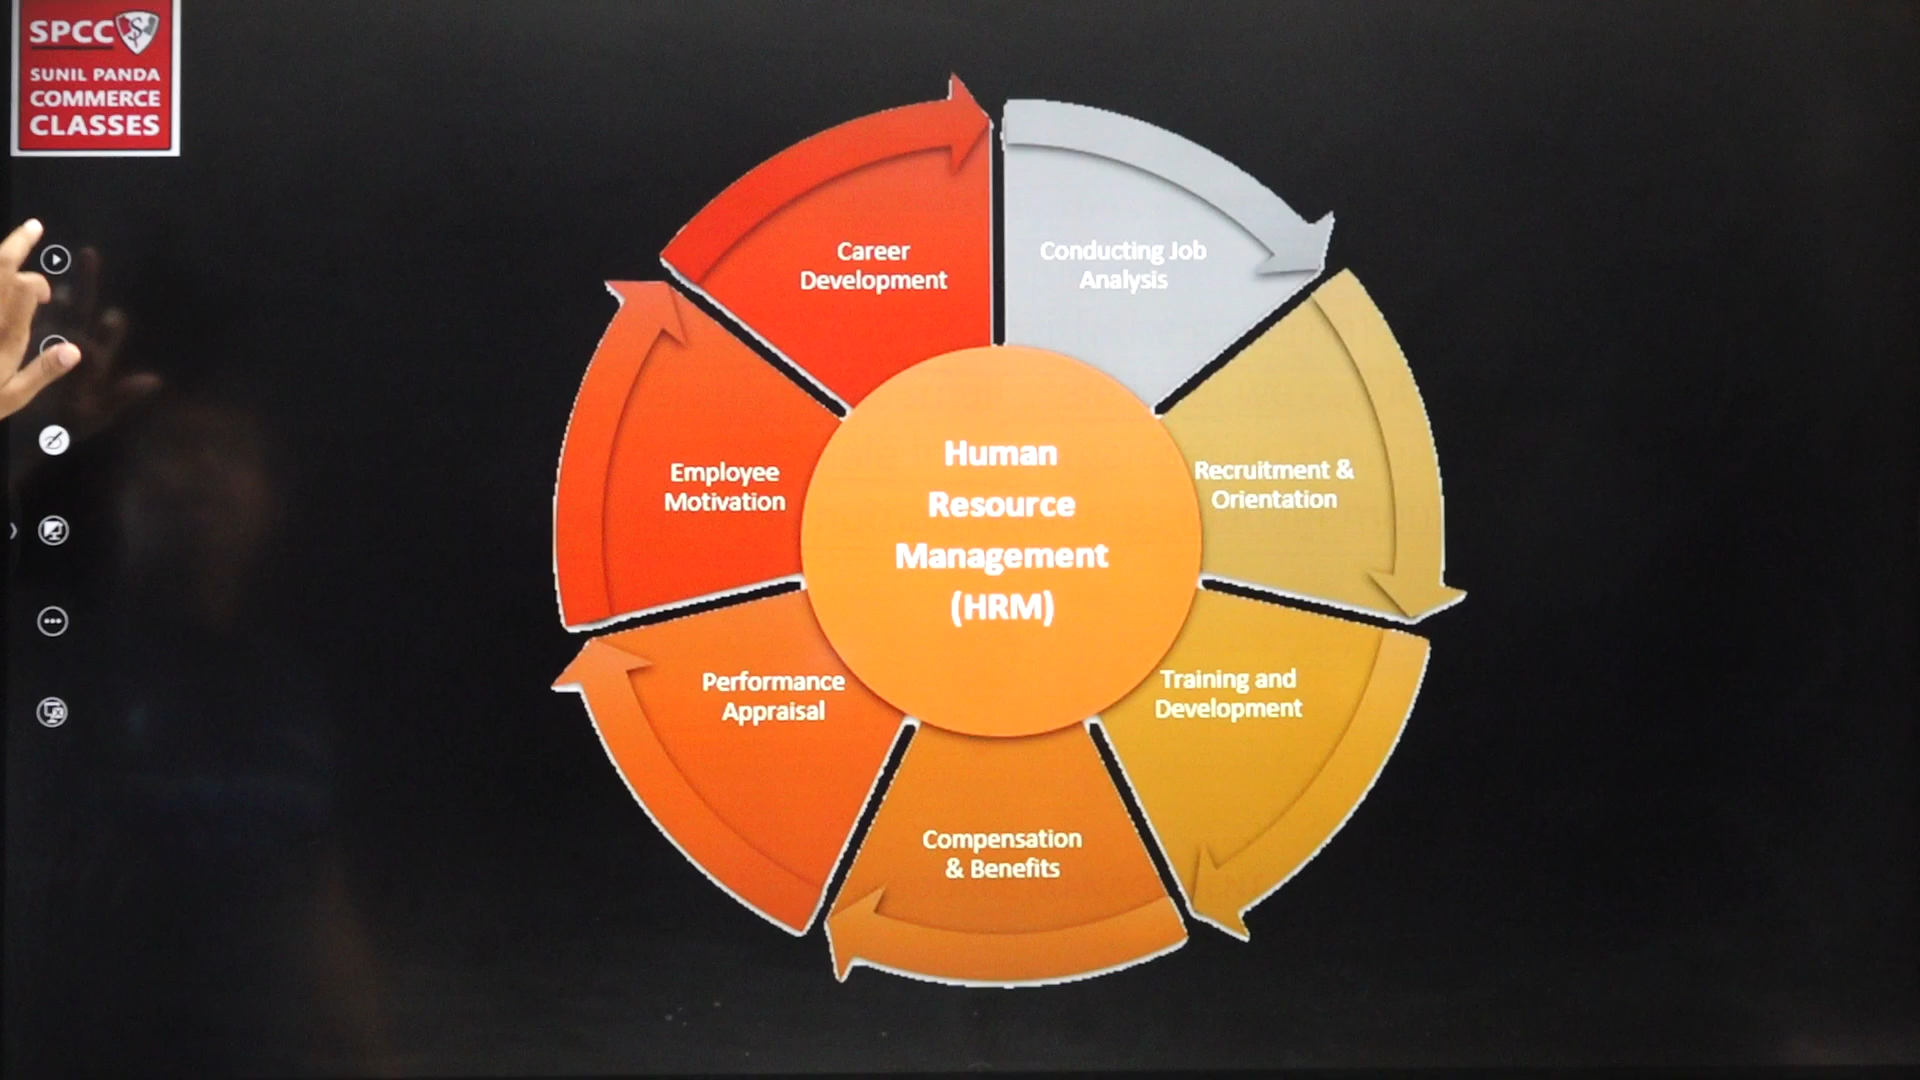 SPCC
SUNIL PANDA
COMMERCE
CLASSES
Career
Development
Conducting Job
Analysis
Employee
Motivation
Human
Resource
Management
(HRM)
Recruitment &
Orientation
Performance
Appraisal
Training and
Development
Compensation
& Benefits